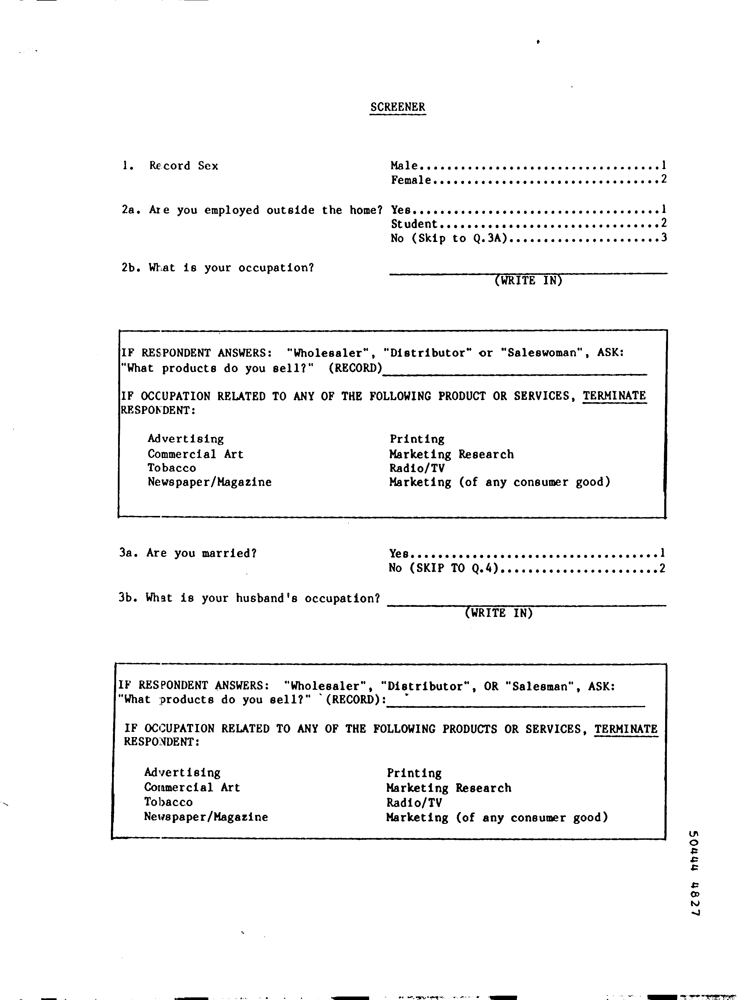 SCREENER
1. Record Sex Male...................................1
Female.................................2
2a. Are you employed outside the home? Yes....................................1
Student................................2
No (Skip to Q.3A)......................3
2b. What is your occupation? ____________________
(WRITE IN)
IF RESPONDENT ANSWERS: "Wholesaler", "Distributor" or "Saleswoman", ASK:
"What products do you sell?" (RECORD)____________________
IF OCCUPATION RELATED TO ANY OF THE FOLLOWING PRODUCT OR SERVICES, TERMINATE
RESPONDENT:
Advertising Printing
Commercial Art Marketing Research
Tobacco Radio/TV
Newspaper/Magazine Marketing (of any consumer good)
3a. Are you married? Yes....................................1
No (SKIP TO Q.4).......................2
3b. What is your husband's occupation? ____________________
(WRITE IN)
IF RESPONDENT ANSWERS: "Wholesaler", "Distributor", OR "Salesman", ASK:
"What products do you sell?" (RECORD):____________________
IF OCCUPATION RELATED TO ANY OF THE FOLLOWING PRODUCTS OR SERVICES, TERMINATE
RESPONDENT:
Advertising Printing
Commercial Art Marketing Research
Tobacco Radio/TV
Newspaper/Magazine Marketing (of any consumer good)
50444 4827